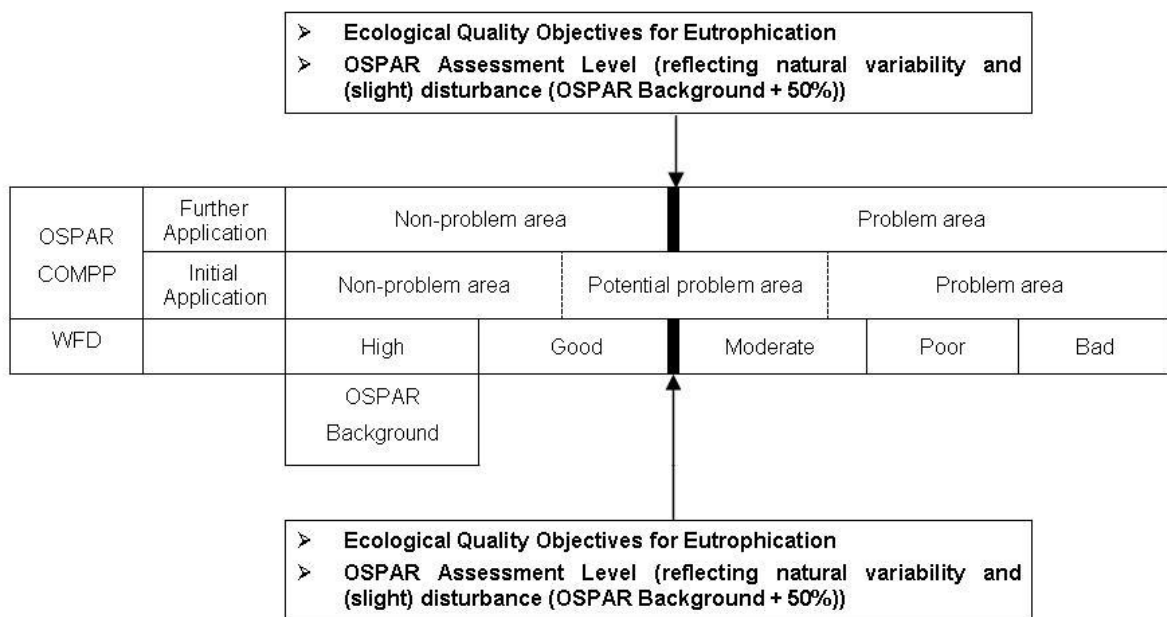 ➢ Ecological Quality Objectives for Eutrophication
➢ OSPAR Assessment Level (reflecting natural variability and
(slight) disturbance (OSPAR Background + 50%))
OSPAR
COMPP
Further
Application
Non-problem area
Problem area
Initial
Application
Non-problem area
Potential problem area
Problem area
WFD
High
Good
Moderate
Poor
Bad
OSPAR
Background
➢ Ecological Quality Objectives for Eutrophication
➢ OSPAR Assessment Level (reflecting natural variability and
(slight) disturbance (OSPAR Background + 50%))